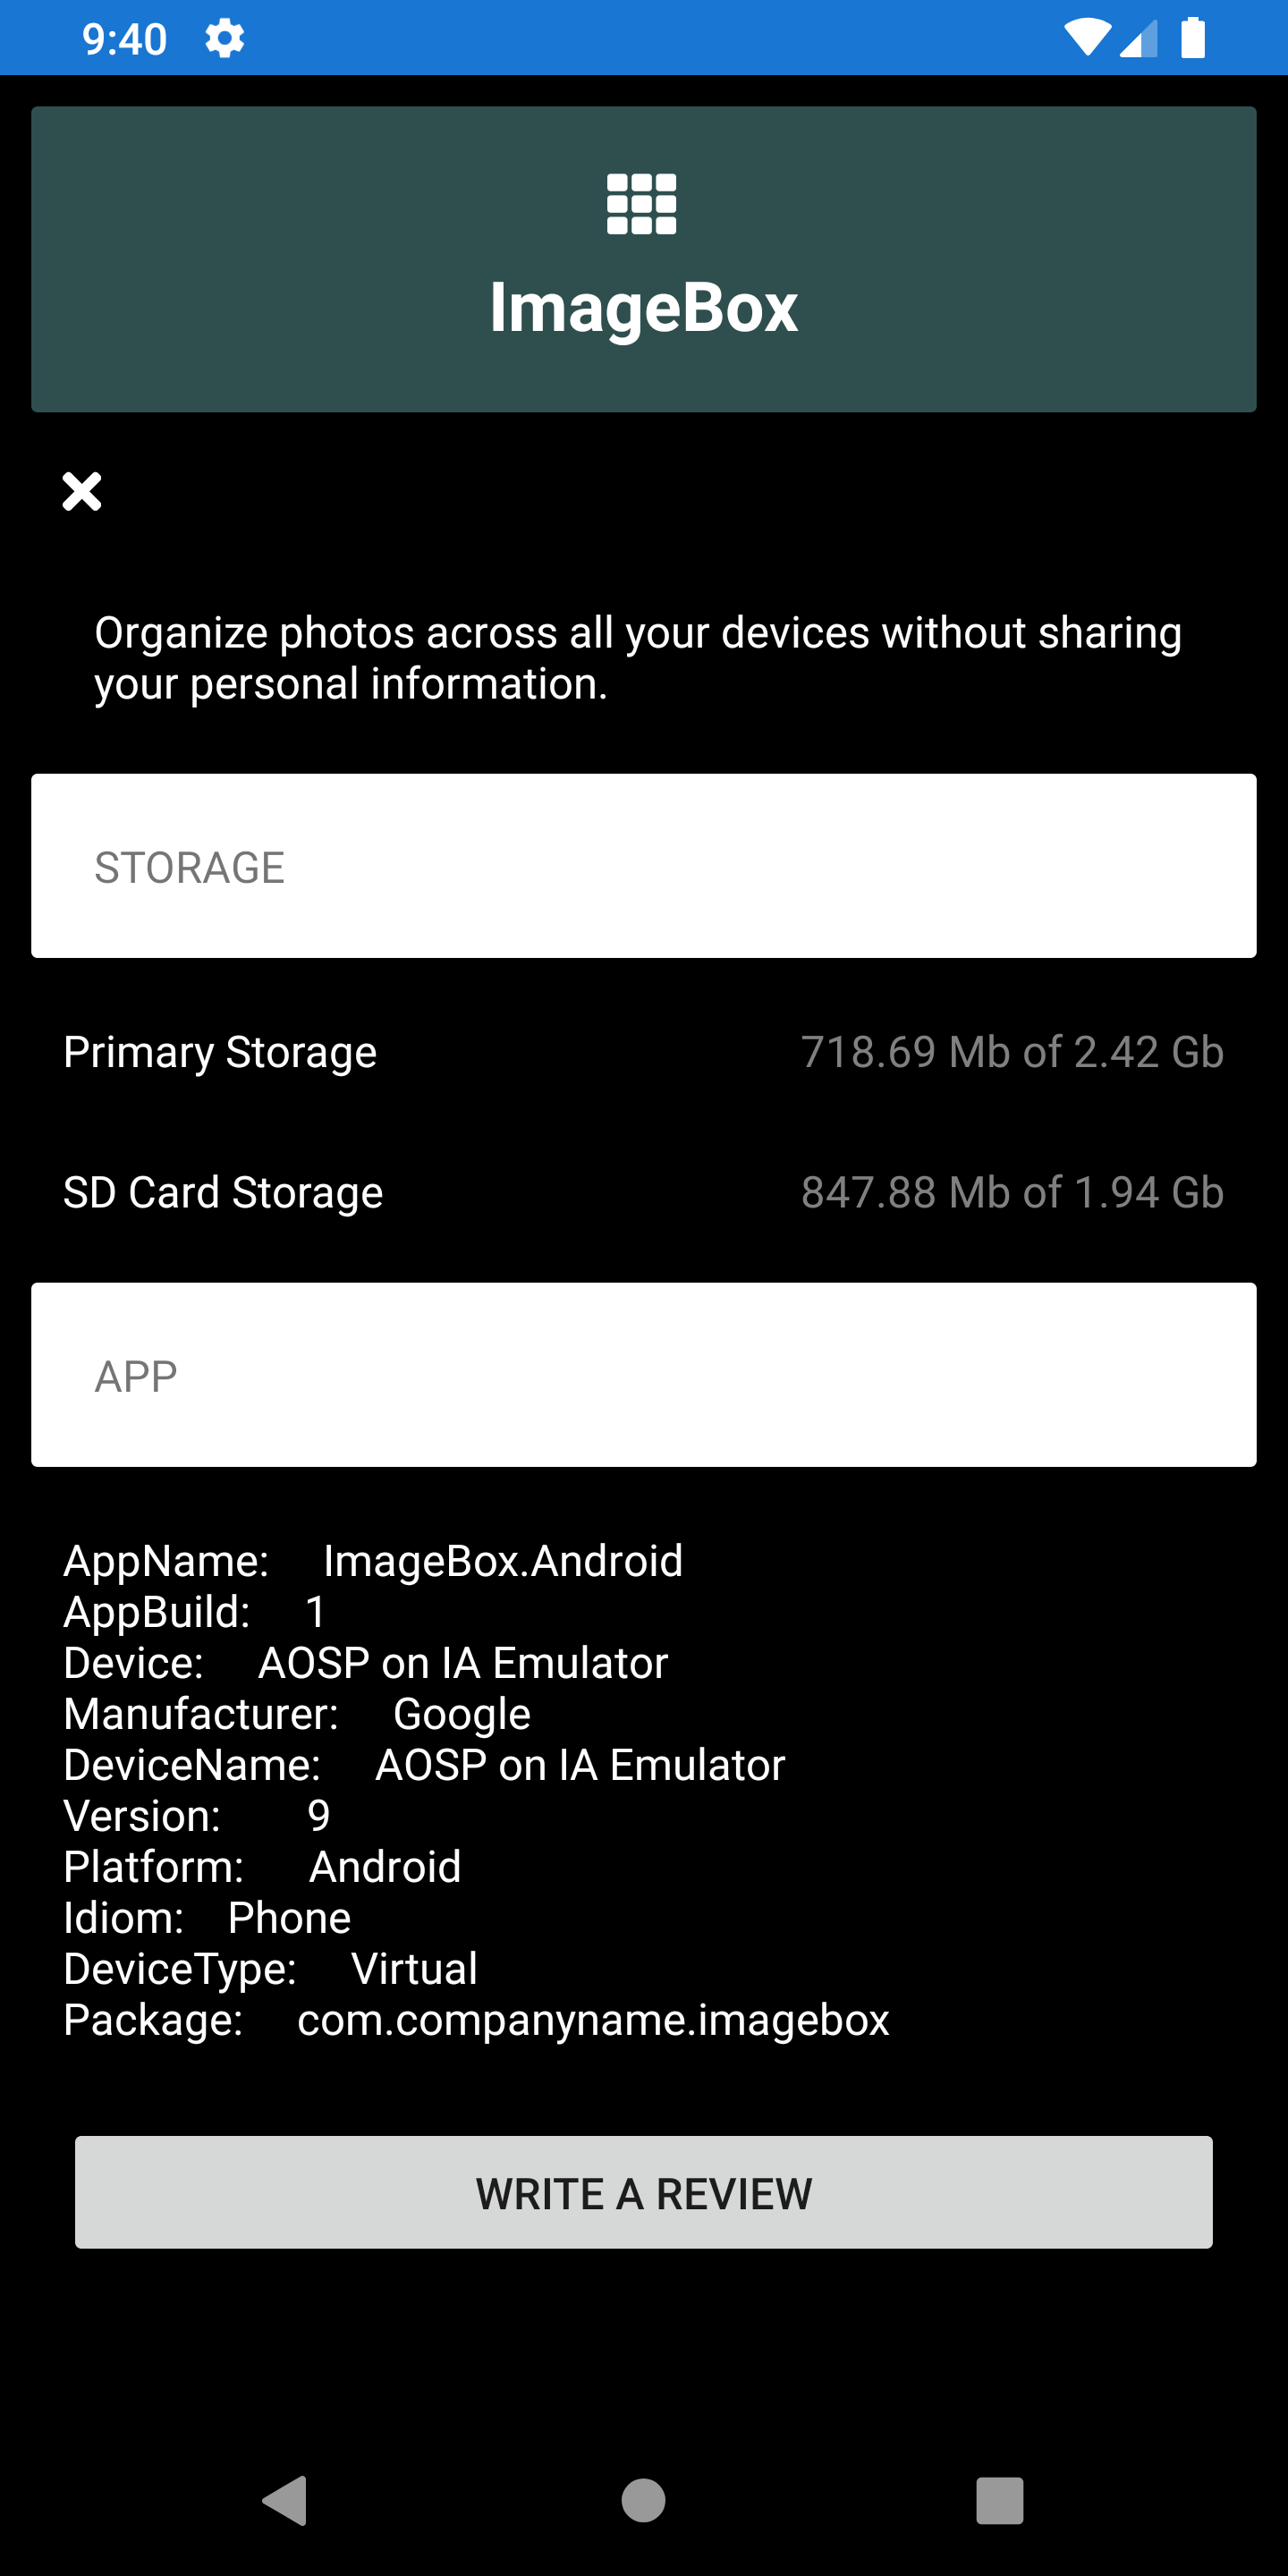 9:40
ImageBox
Organize photos across all your devices without sharing
your personal information.
STORAGE
Primary Storage 718.69 Mb of 2.42 Gb
SD Card Storage 847.88 Mb of 1.94 Gb
APP
AppName: ImageBox.Android
AppBuild: 1
Device: AOSP on IA Emulator
Manufacturer: Google
DeviceName: AOSP on IA Emulator
Version: 9
Platform: Android
Idiom: Phone
DeviceType: Virtual
Package: com.companyname.imagebox
WRITE A REVIEW